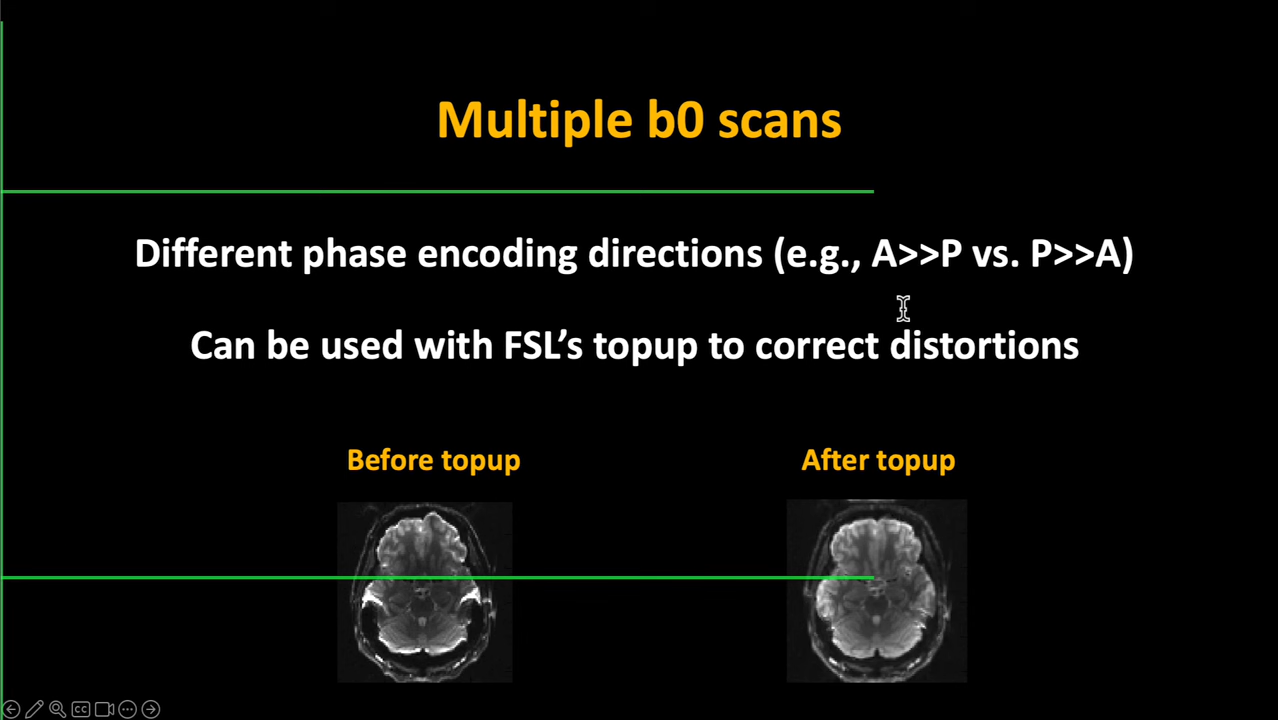 Multiple b0 scans
Different phase encoding directions (e.g., A>>P vs. P>>A)
Can be used with FSL’s topup to correct distortions
Before topup
After topup
CC